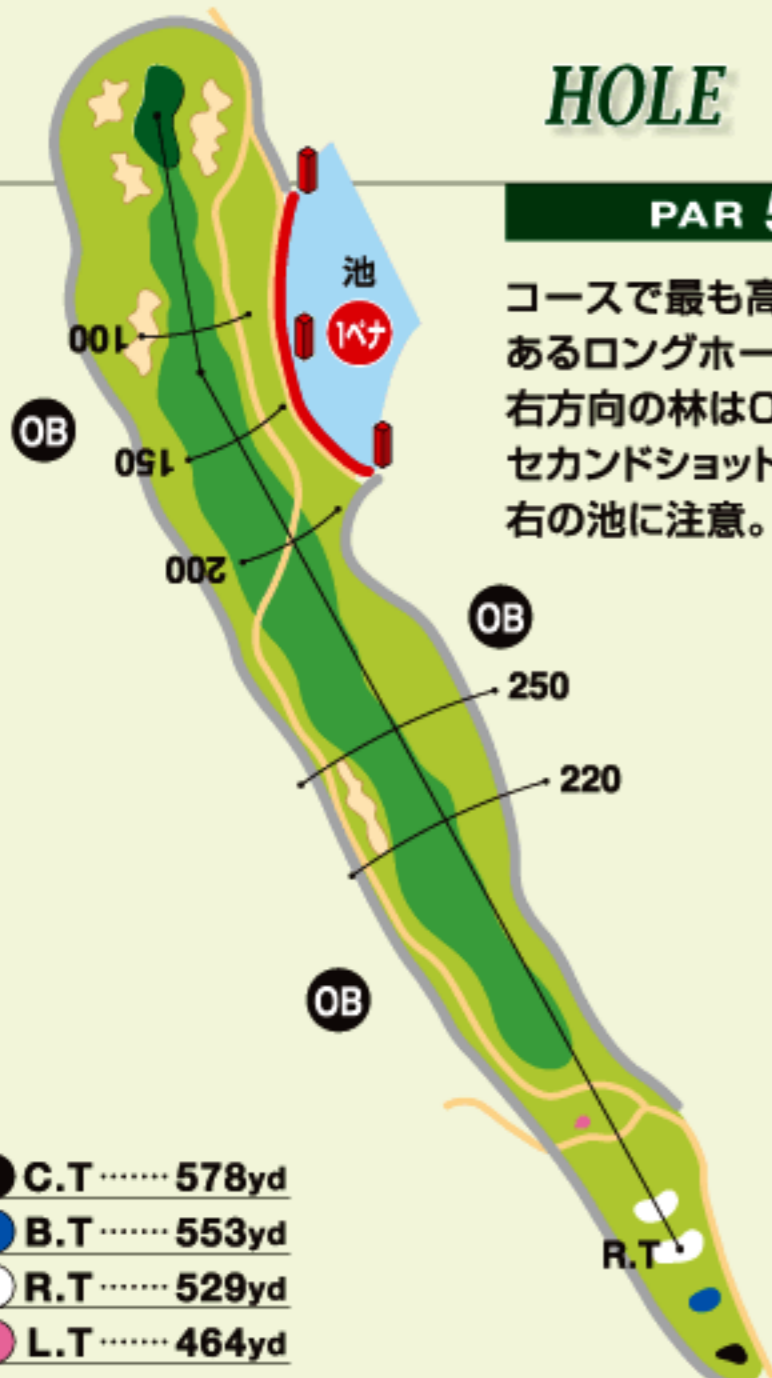 HOLE
PAR 5
コースで最も高
あるロングホー
右方向の林はO
セカンドショット
右の池に注意。
池
1ペナ
100
OB
150
200
OB
250
220
OB
R.T
C.T ······· 578yd
B.T ······· 553yd
R.T ······· 529yd
L.T ······· 464yd